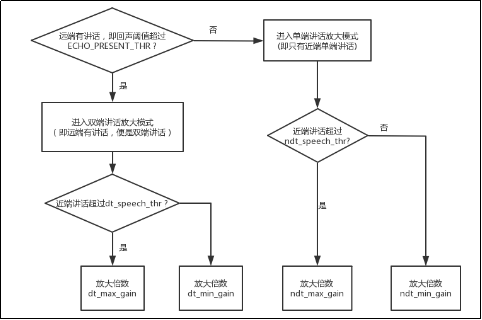 远端有讲话，即回声阈值超过
ECHO_PRESENT_THR？
否
进入单端讲话放大模式
(即只有近端单端讲话)
是
进入双端讲话放大模式
（即远端有讲话，便是双端讲话）
近端讲话超过
ndt_speech_thr?
否
近端讲话超过dt_speech_thr？
是
是
放大倍数
dt_max_gain
放大倍数
dt_min_gain
放大倍数
ndt_max_gain
放大倍数
ndt_min_gain